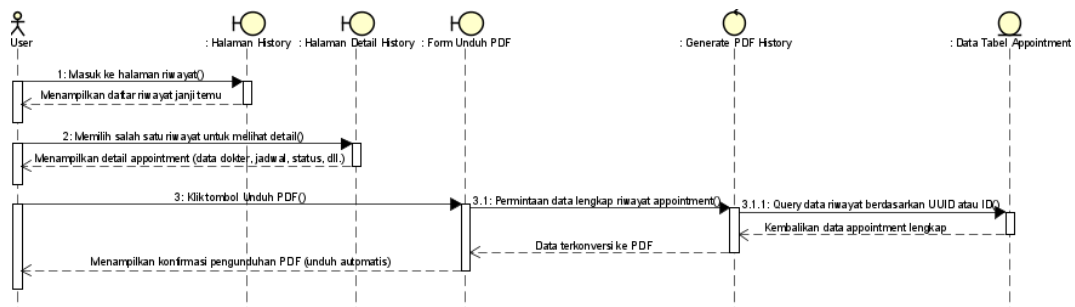 User
: Halaman History
: Halaman Detail History
: Form Unduh PDF
: Generate PDF History
: Data Tabel Appointment
1: Masuk ke halaman riwayat()
Menampilkan daftar riwayat janji temu
2: Memilih salah satu riwayat untuk melihat detail()
Menampilkan detail appointment (data dokter, jadwal, status, dll.)
3: Klik tombol Unduh PDF()
3.1: Permintaan data lengkap riwayat appointment()
3.1.1: Query data riwayat berdasarkan UUID atau ID()
Kembalikan data appointment lengkap
Data terkonversi ke PDF
Menampilkan konfirmasi pengunduhan PDF (unduh automatis)